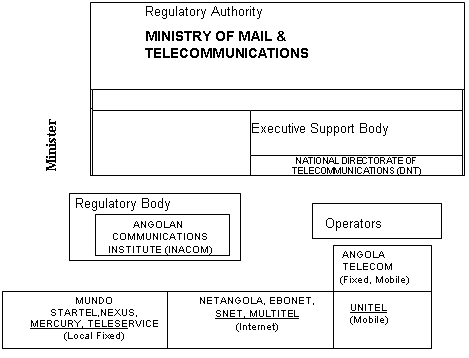 Regulatory Authority
MINISTRY OF MAIL &
TELECOMMUNICATIONS
Minister
Executive Support Body
NATIONAL DIRECTORATE OF
TELECOMMUNICATIONS (DNT)
Regulatory Body
ANGOLAN
COMMUNICATIONS
INSTITUTE (INACOM)
Operators
ANGOLA
TELECOM
(Fixed, Mobile)
MUNDO
STARTEL,NEXUS,
MERCURY, TELESERVICE
(Local Fixed)
NETANGOLA, EBONET,
SNET, MULTITEL
(Internet)
UNITEL
(Mobile)